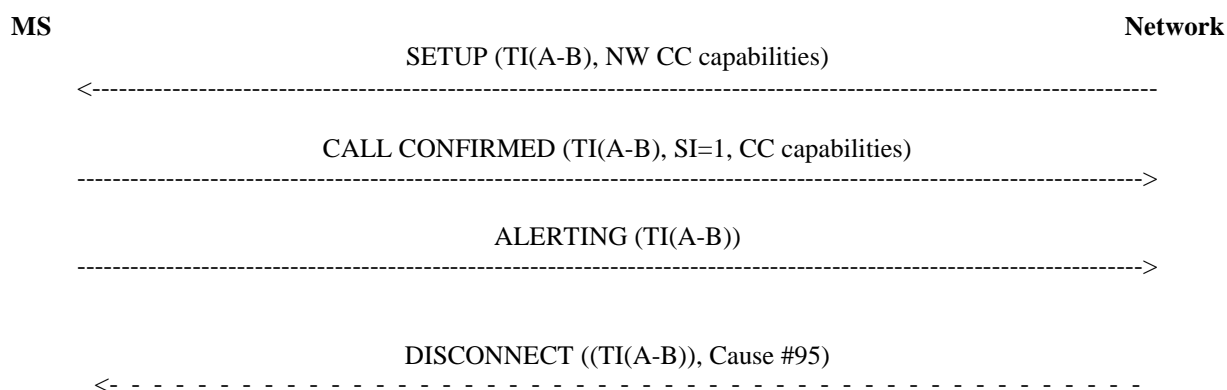 MS Network
SETUP (TI(A-B), NW CC capabilities)
<------------------------------------------------------------------------------------------------------------------------
CALL CONFIRMED (TI(A-B), SI=1, CC capabilities)
------------------------------------------------------------------------------------------------------------------------>
ALERTING (TI(A-B))
------------------------------------------------------------------------------------------------------------------------>
DISCONNECT ((TI(A-B)), Cause #95)
<- - - - - - - - - - - - - - - - - - - - - - - - - - - - - - - - - - - -